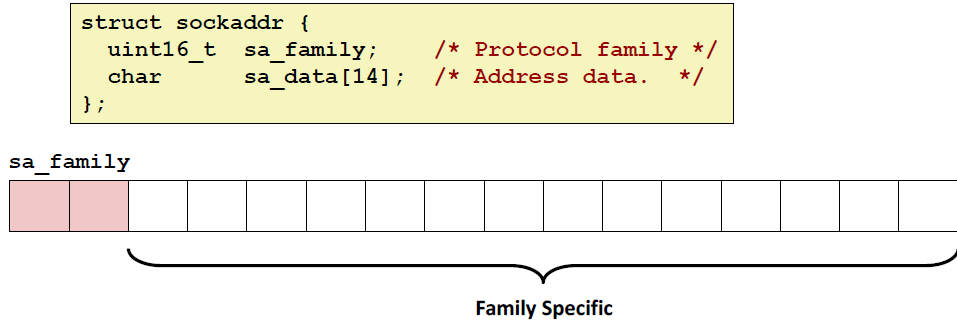 struct sockaddr {
  uint16_t  sa_family;    /* Protocol family */
  char      sa_data[14];  /* Address data.  */
};
sa_family
Family Specific